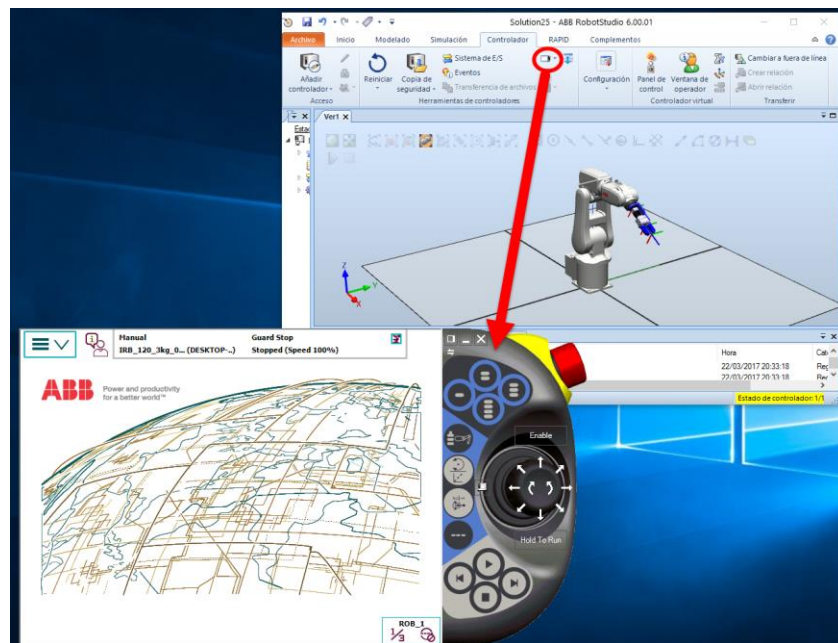 Solution25 - ABB RobotStudio 6.00.01
Archivo Inicio Modelado Simulación Controlador RAPID Complementos
Añadir controlador
Reiniciar
Copia de seguridad
Sistema de E/S
Eventos
Transferencia de archivos
Configuración
Panel de control
Ventana de operador
Cambiar a fuera de línea
Crear relación
Abrir relación
Acceso Herramientas de controladores Controlador virtual Transferir
Ver1
Z
Y
X
Hora
22/03/2017 20:33:18
22/03/2017 20:33:18
Estado de controlador: 1/1
Manual Guard Stop
IRB_120_3kg_0... (DESKTOP-..) Stopped (Speed 100%)
ABB
Power and productivity
for a better world™
Enable
Hold To Run
ROB_1
1/3